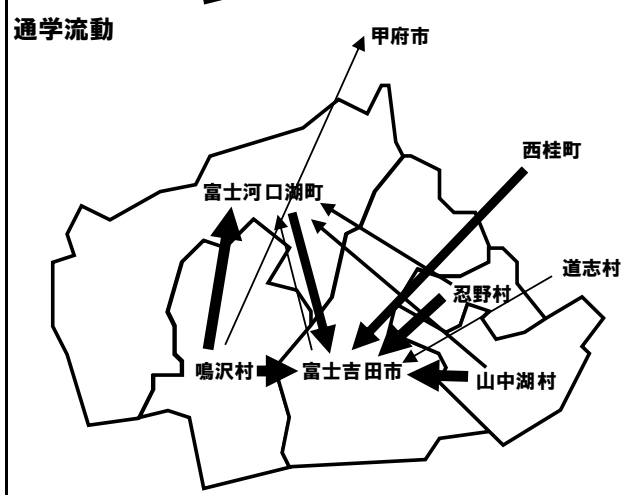 通学流動
甲府市
西桂町
富士河口湖町
道志村
忍野村
鳴沢村
富士吉田市
山中湖村